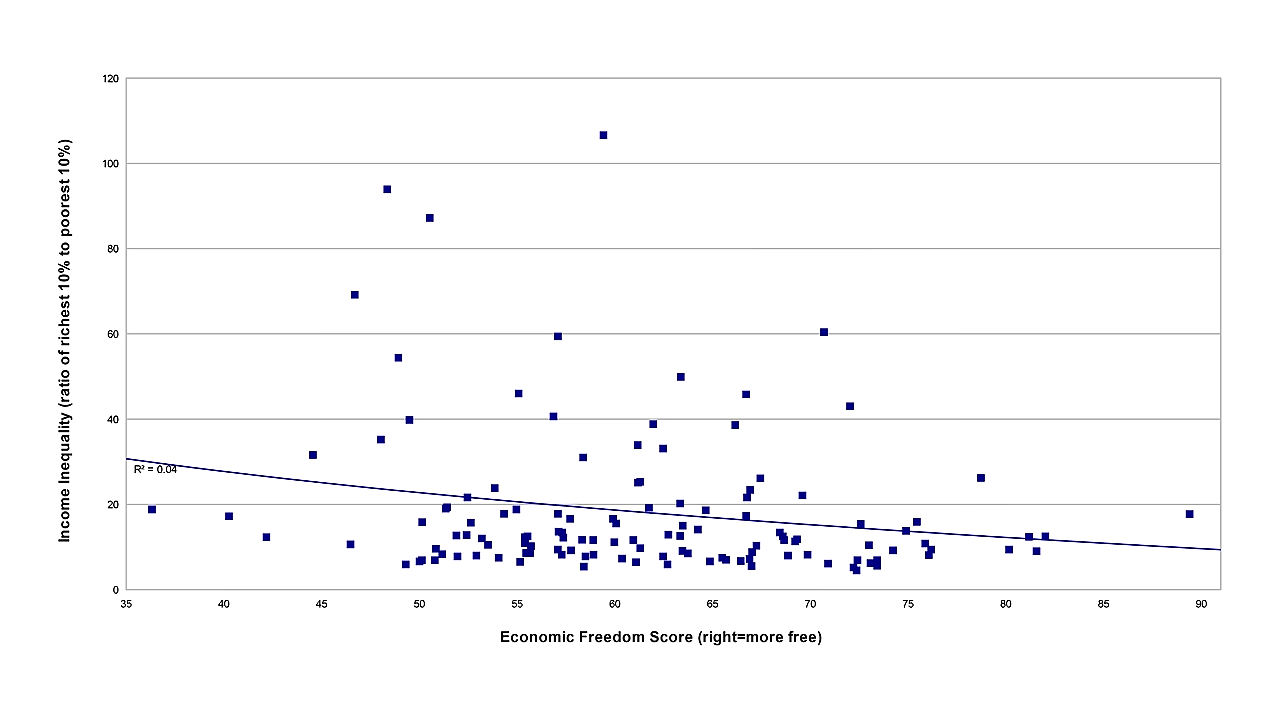 Income Inequality (ratio of richest 10% to poorest 10%)
120
100
80
60
40
20
0
R² = 0.04
35 40 45 50 55 60 65 70 75 80 85 90
Economic Freedom Score (right=more free)